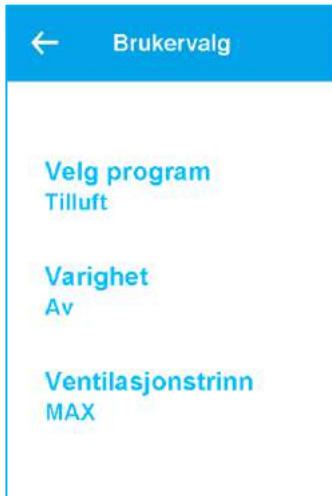 Brukervalg
Velg program
Tilluft
Varighet
Av
Ventilasjonstrinn
MAX